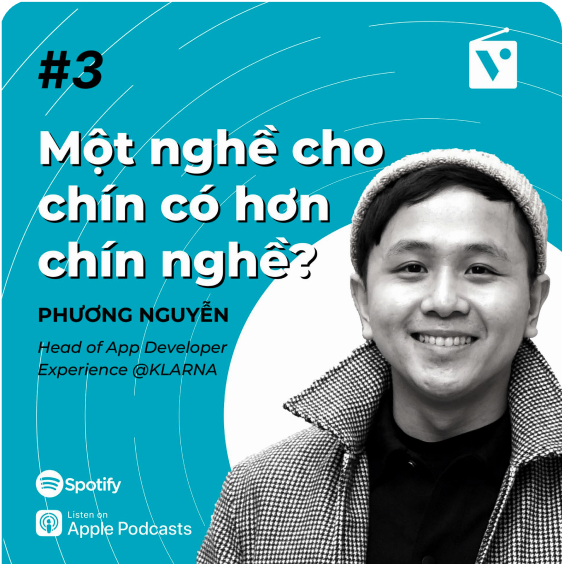 #3
Một nghề cho
chín có hơn
chín nghề?
PHƯƠNG NGUYỄN
Head of App Developer
Experience @KLARNA
Spotify
Listen on
Apple Podcasts